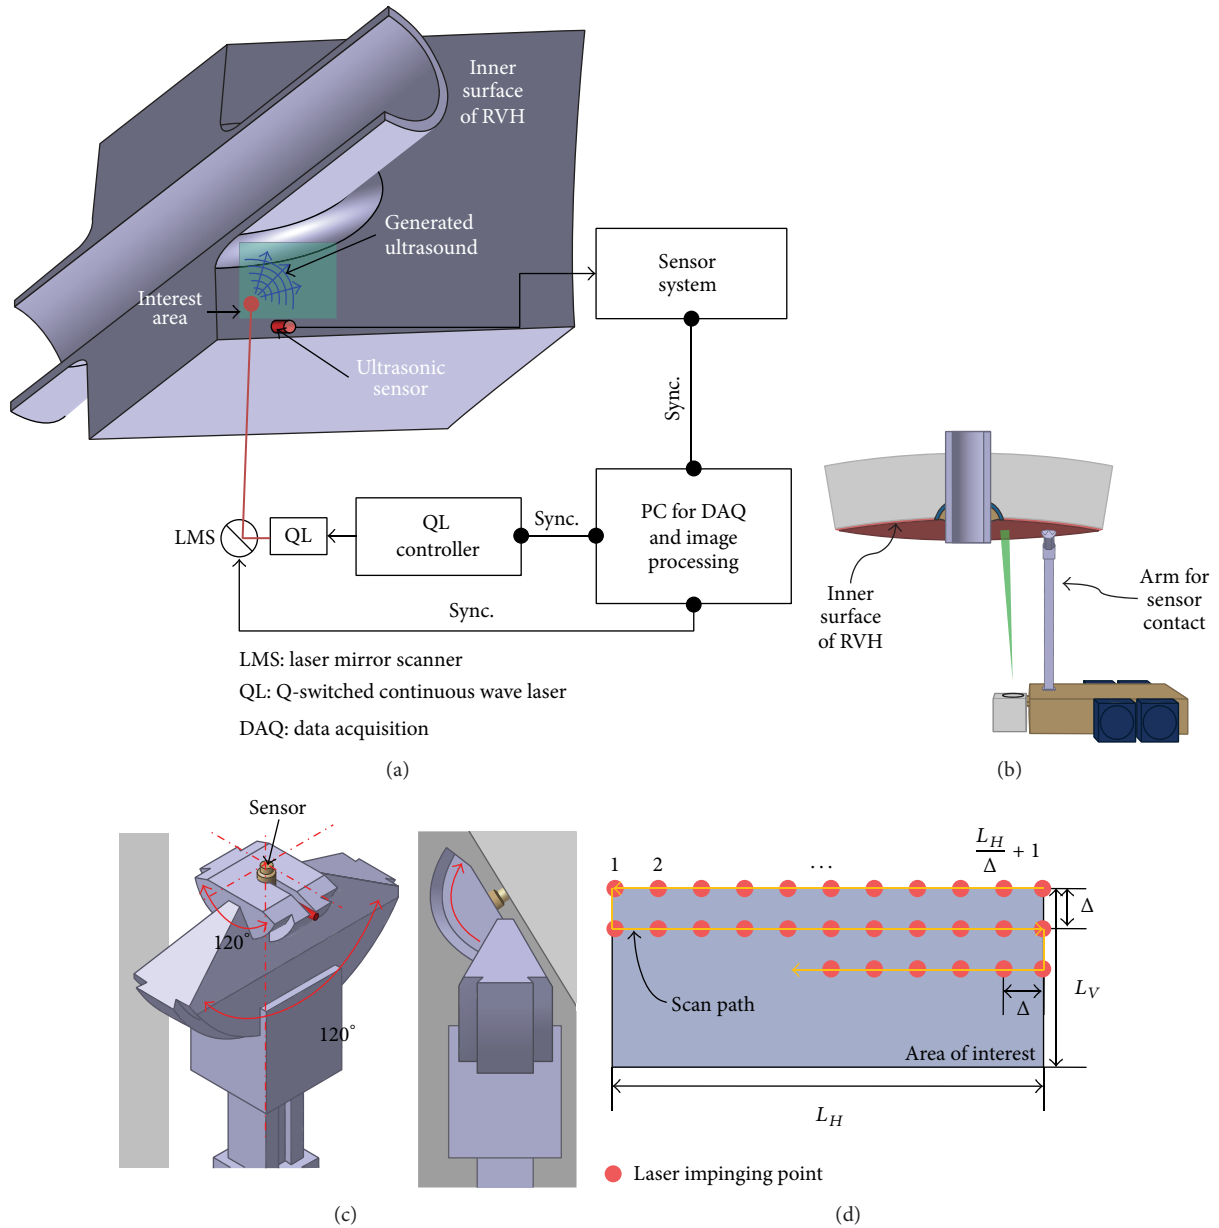 Inner
surface
of RVH
Generated
ultrasound
Interest
area
Ultrasonic
sensor
Sensor
system
Sync.
LMS
QL
QL
controller
Sync.
PC for DAQ
and image
processing
Sync.
LMS: laser mirror scanner
QL: Q-switched continuous wave laser
DAQ: data acquisition
(a)
Inner
surface
of RVH
Arm for
sensor
contact
(b)
Sensor
120°
120°
(c)
1 2 ... L_H/Δ + 1
Δ
Scan path
Δ
L_V
Area of interest
L_H
Laser impinging point
(d)